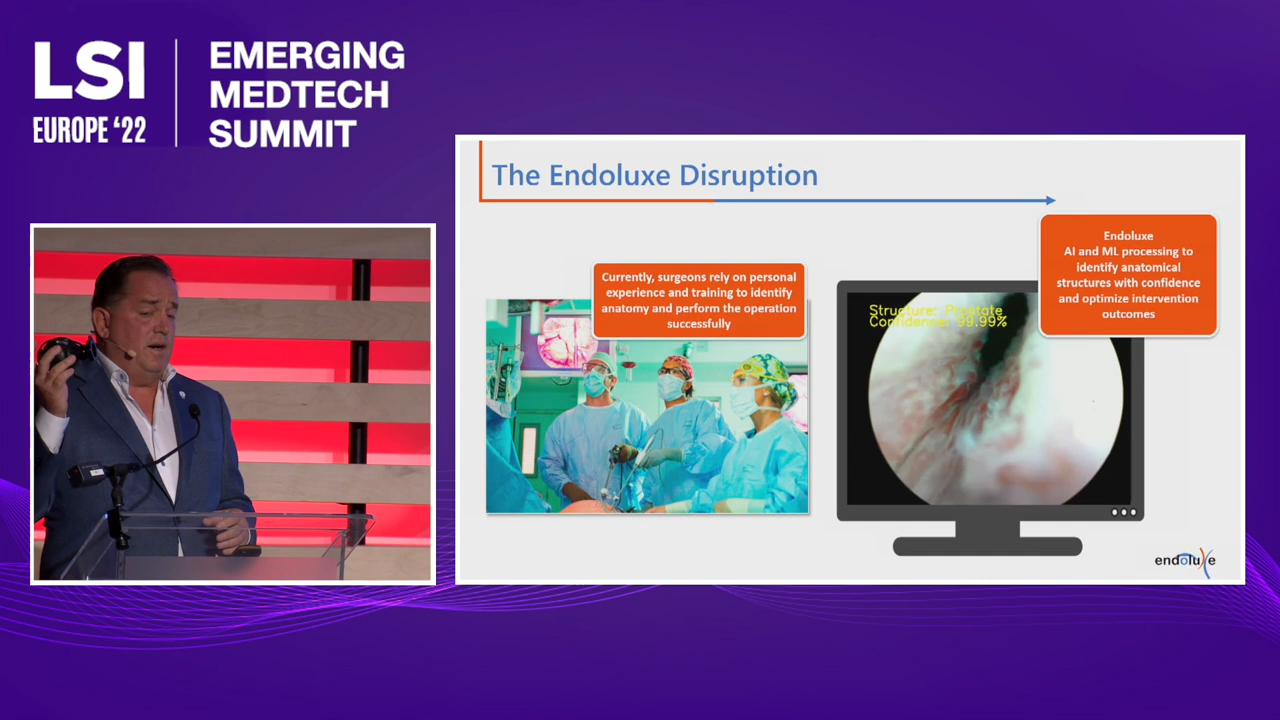 LSI
EUROPE ‘22
EMERGING
MEDTECH
SUMMIT
The Endoluxe Disruption
Currently, surgeons rely on personal
experience and training to identify
anatomy and perform the operation
successfully
Endoluxe
AI and ML processing to
identify anatomical
structures with confidence
and optimize intervention
outcomes
Structure: Prostate
Confidence: 99.99%
endoluxe